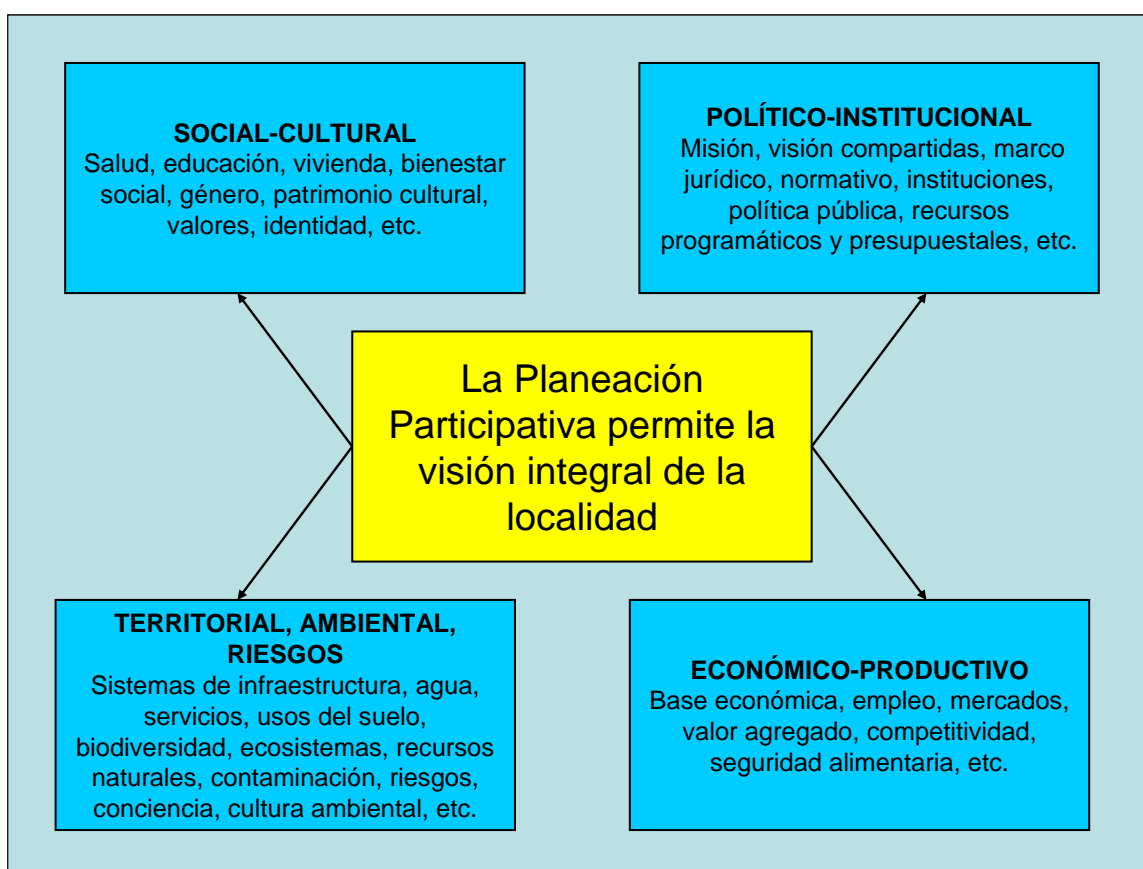 SOCIAL-CULTURAL
Salud, educación, vivienda, bienestar
social, género, patrimonio cultural,
valores, identidad, etc.
POLÍTICO-INSTITUCIONAL
Misión, visión compartidas, marco
jurídico, normativo, instituciones,
política pública, recursos
programáticos y presupuestales, etc.
La Planeación
Participativa permite la
visión integral de la
localidad
TERRITORIAL, AMBIENTAL,
RIESGOS
Sistemas de infraestructura, agua,
servicios, usos del suelo,
biodiversidad, ecosistemas, recursos
naturales, contaminación, riesgos,
conciencia, cultura ambiental, etc.
ECONÓMICO-PRODUCTIVO
Base económica, empleo, mercados,
valor agregado, competitividad,
seguridad alimentaria, etc.